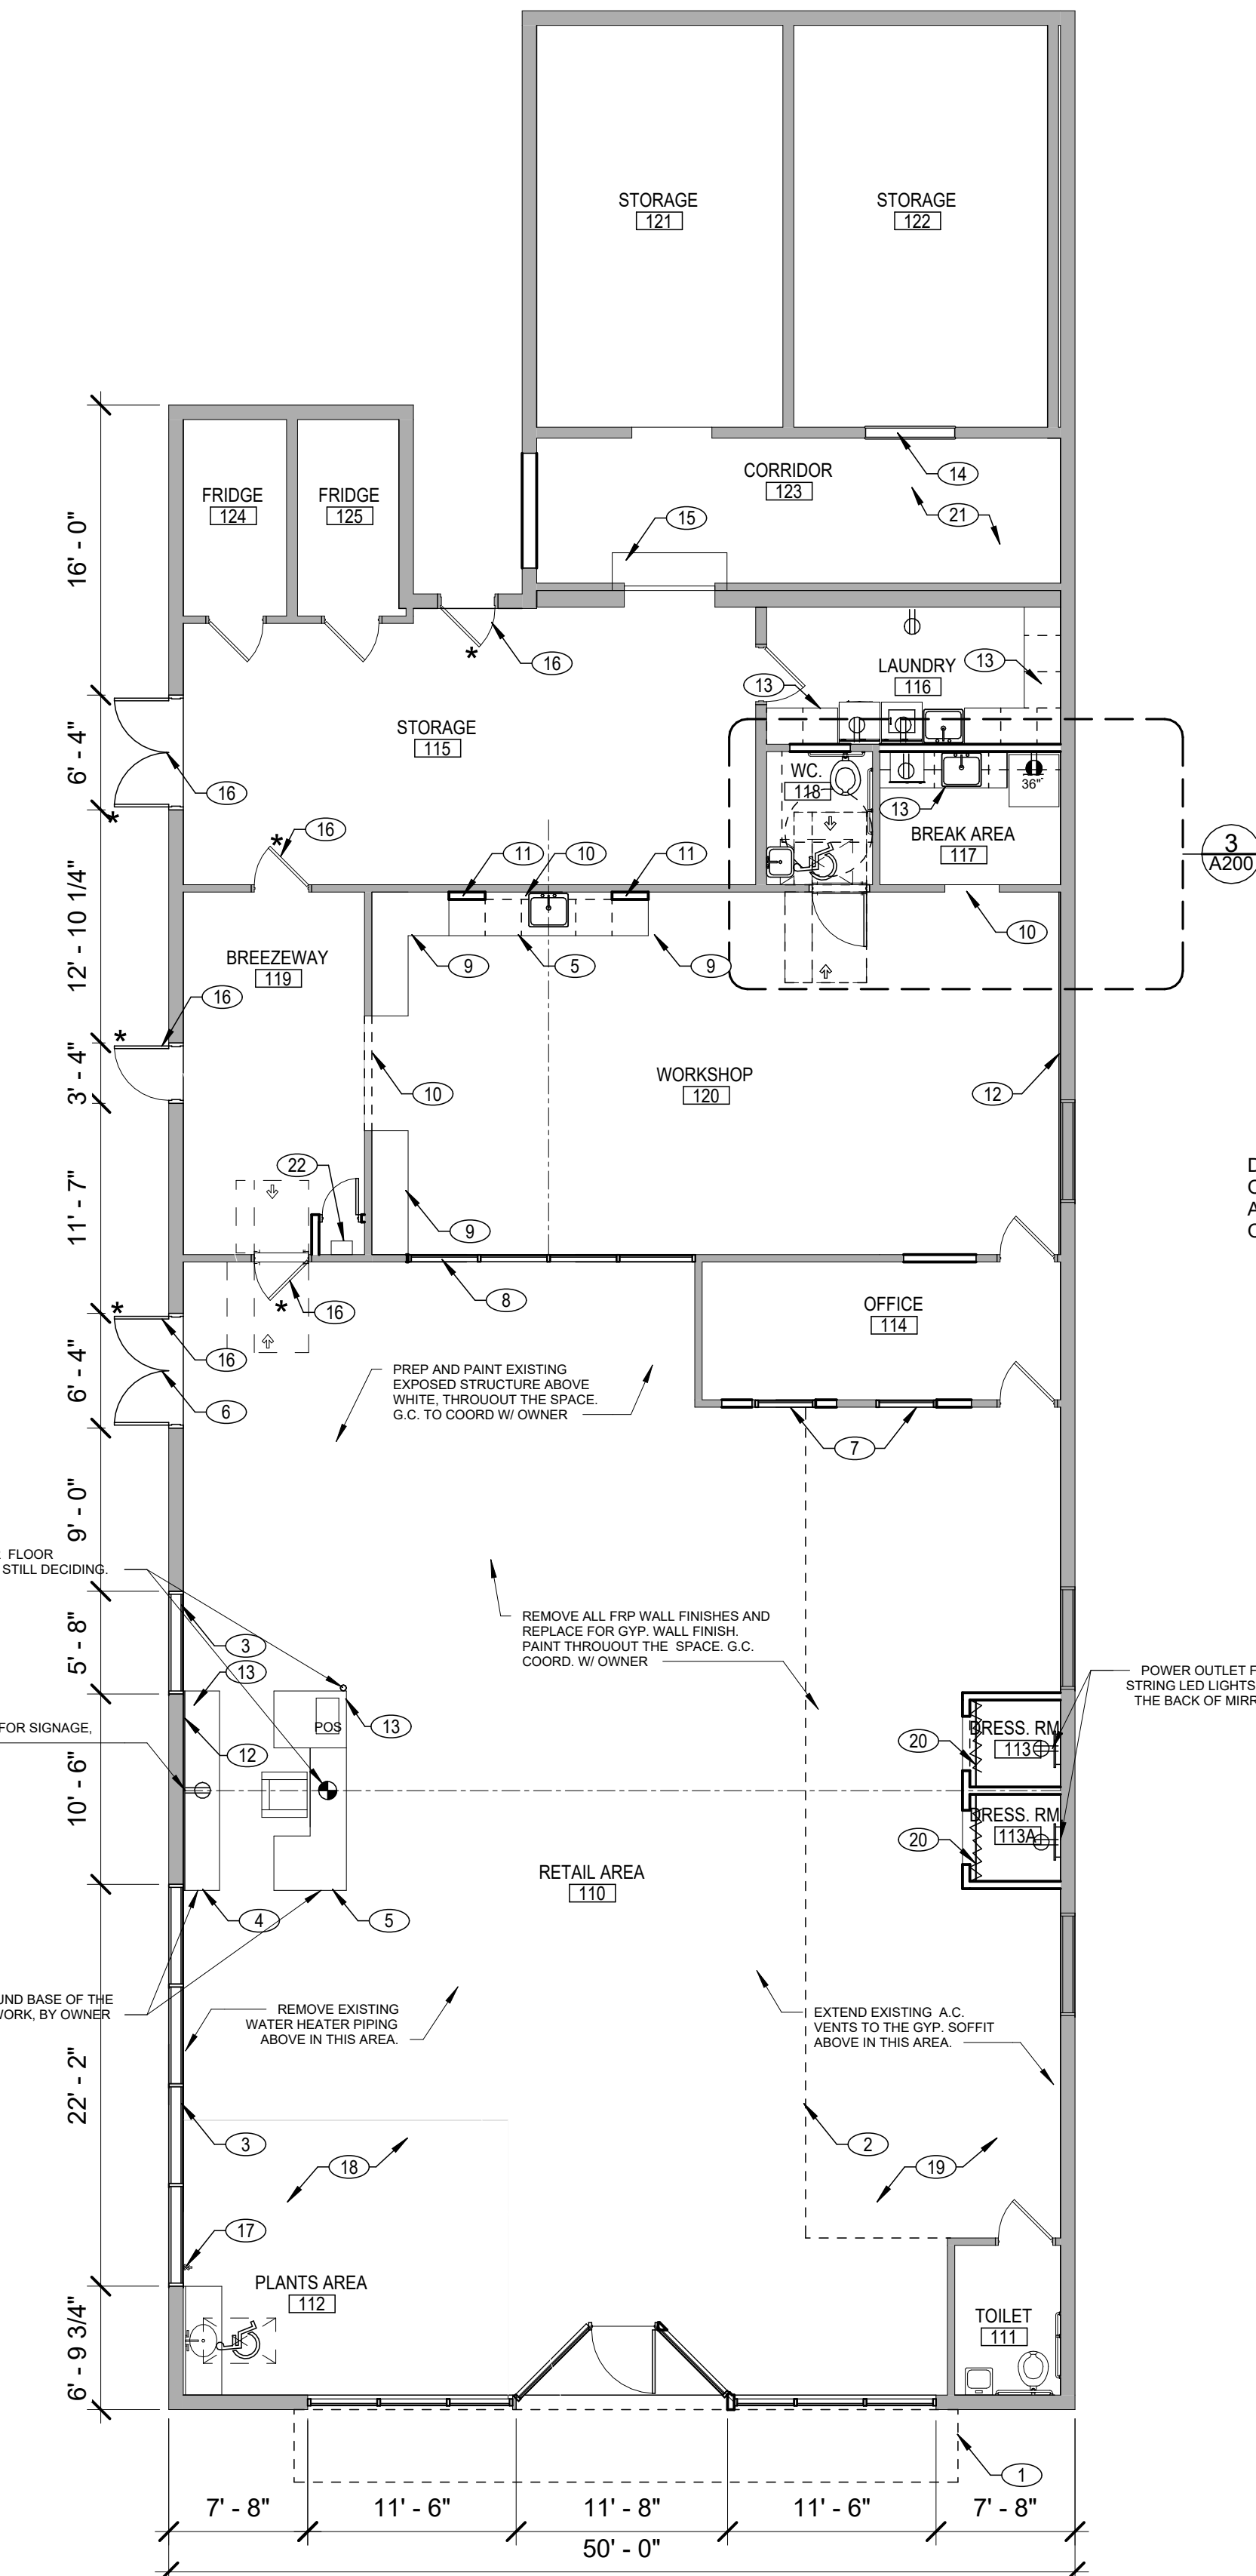 STORAGE
121
STORAGE
122
CORRIDOR
123
14
21
15
FRIDGE
124
FRIDGE
125
16' - 0"
16
*
LAUNDRY
116
13
13
STORAGE
115
6' - 4"
16
*
WC.
118
36"
13
BREAK AREA
117
3
A200
16
*
11
10
11
10
12' - 10 1/4"
BREEZEWAY
119
9
5
9
16
*
3' - 4"
10
WORKSHOP
120
12
11' - 7"
22
9
8
16
*
OFFICE
114
*
16
6' - 4"
6
PREP AND PAINT EXISTING
EXPOSED STRUCTURE ABOVE
WHITE, THROUOUT THE SPACE.
G.C. TO COORD W/ OWNER
7
9' - 0"
FLOOR
STILL DECIDING.
5' - 8"
3
REMOVE ALL FRP WALL FINISHES AND
REPLACE FOR GYP. WALL FINISH.
PAINT THROUOUT THE SPACE. G.C.
COORD. W/ OWNER
POWER OUTLET F
STRING LED LIGHTS
THE BACK OF MIRR
13
POS
13
FOR SIGNAGE,
12
10' - 6"
20
DRESS. RM
113
20
DRESS. RM
113A
RETAIL AREA
110
4
5
UND BASE OF THE
WORK, BY OWNER
REMOVE EXISTING
WATER HEATER PIPING
ABOVE IN THIS AREA.
EXTEND EXISTING A.C.
VENTS TO THE GYP. SOFFIT
ABOVE IN THIS AREA.
22' - 2"
3
2
18
19
17
PLANTS AREA
112
TOILET
111
6' - 9 3/4"
1
7' - 8"
11' - 6"
11' - 8"
11' - 6"
7' - 8"
50' - 0"